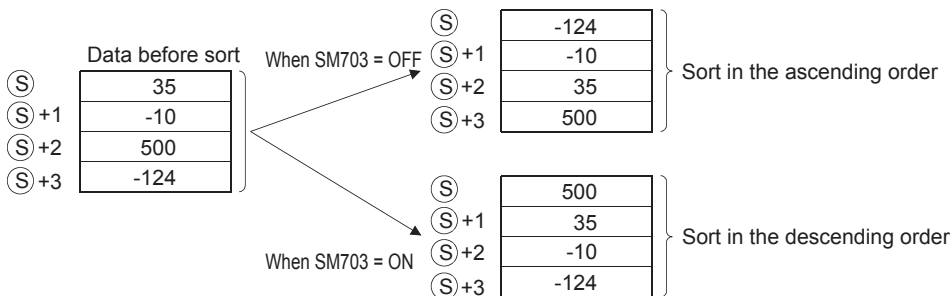 Data before sort
Ⓢ 35
Ⓢ+1 -10
Ⓢ+2 500
Ⓢ+3 -124
When SM703 = OFF
Ⓢ -124
Ⓢ+1 -10
Ⓢ+2 35
Ⓢ+3 500
Sort in the ascending order
When SM703 = ON
Ⓢ 500
Ⓢ+1 35
Ⓢ+2 -10
Ⓢ+3 -124
Sort in the descending order